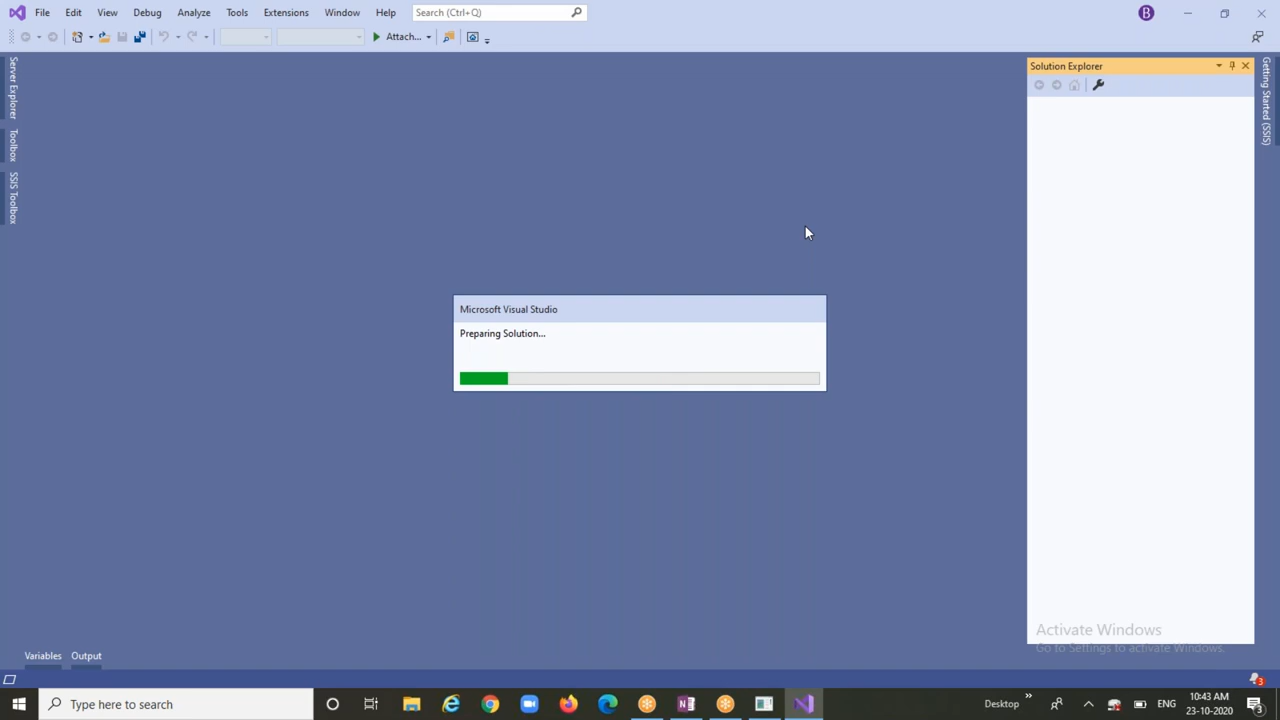 File Edit View Debug Analyze Tools Extensions Window Help Search (Ctrl+Q) B
Attach...
Server Explorer
Toolbox
SSIS Toolbox
Solution Explorer
Getting Started (SSIS)
Microsoft Visual Studio
Preparing Solution...
Activate Windows
Go to Settings to activate Windows.
Variables Output
3
Type here to search
Desktop
ENG
10:43 AM
23-10-2020
3